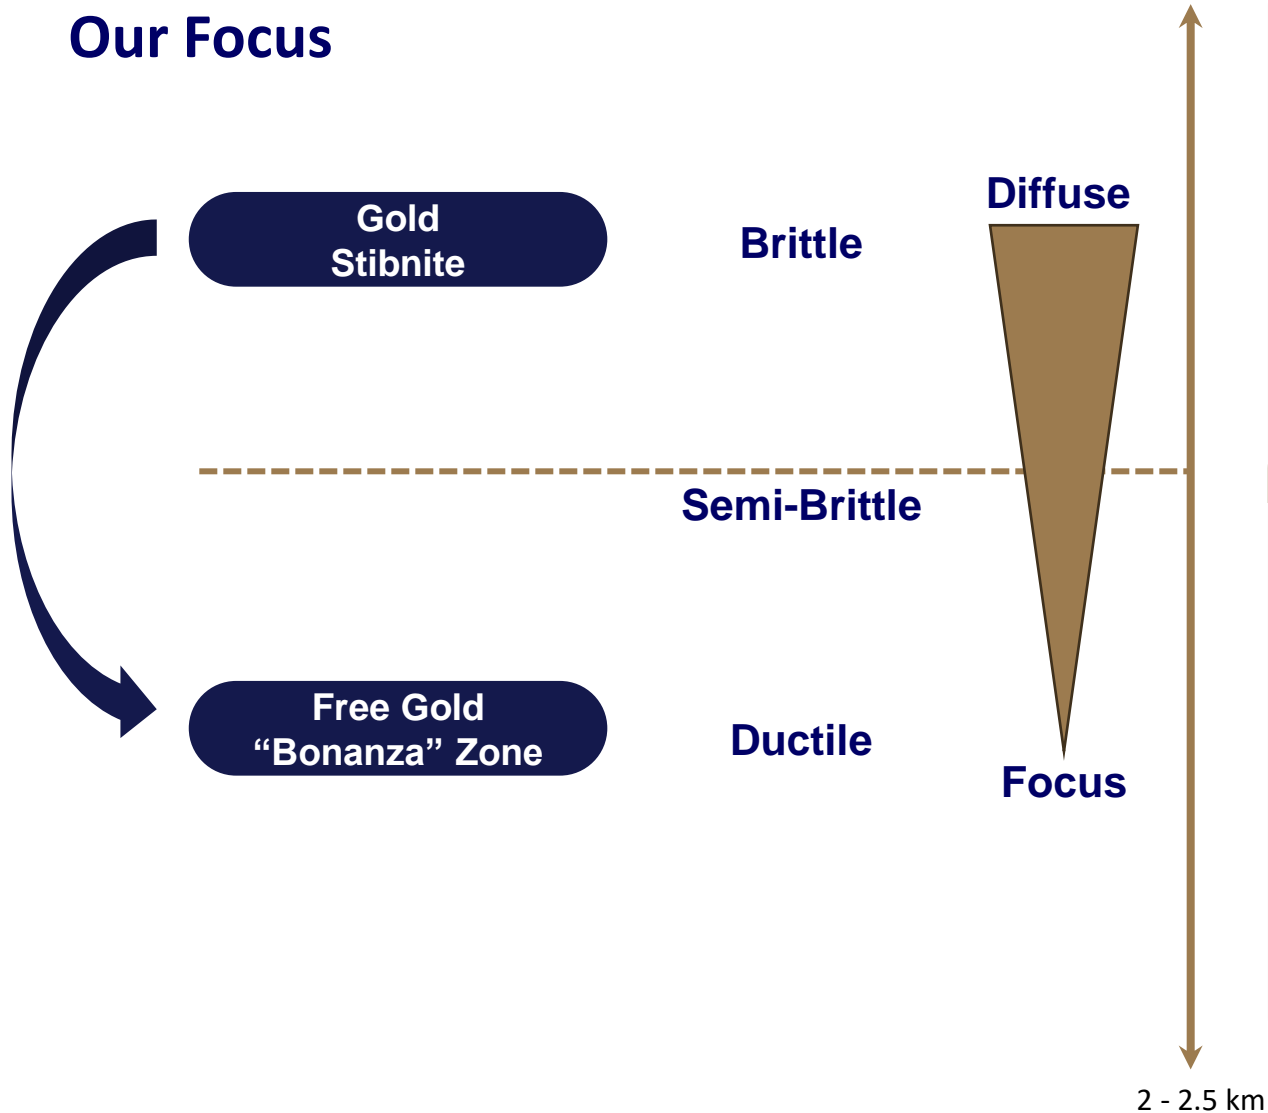 Our Focus
Diffuse
Gold
Stibnite
Brittle
Semi-Brittle
Free Gold
“Bonanza” Zone
Ductile
Focus
2 - 2.5 km